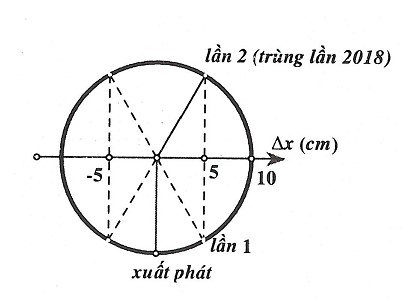 lần 2 (trùng lần 2018)
Δx (cm)
-5
5
10
lần 1
xuất phát